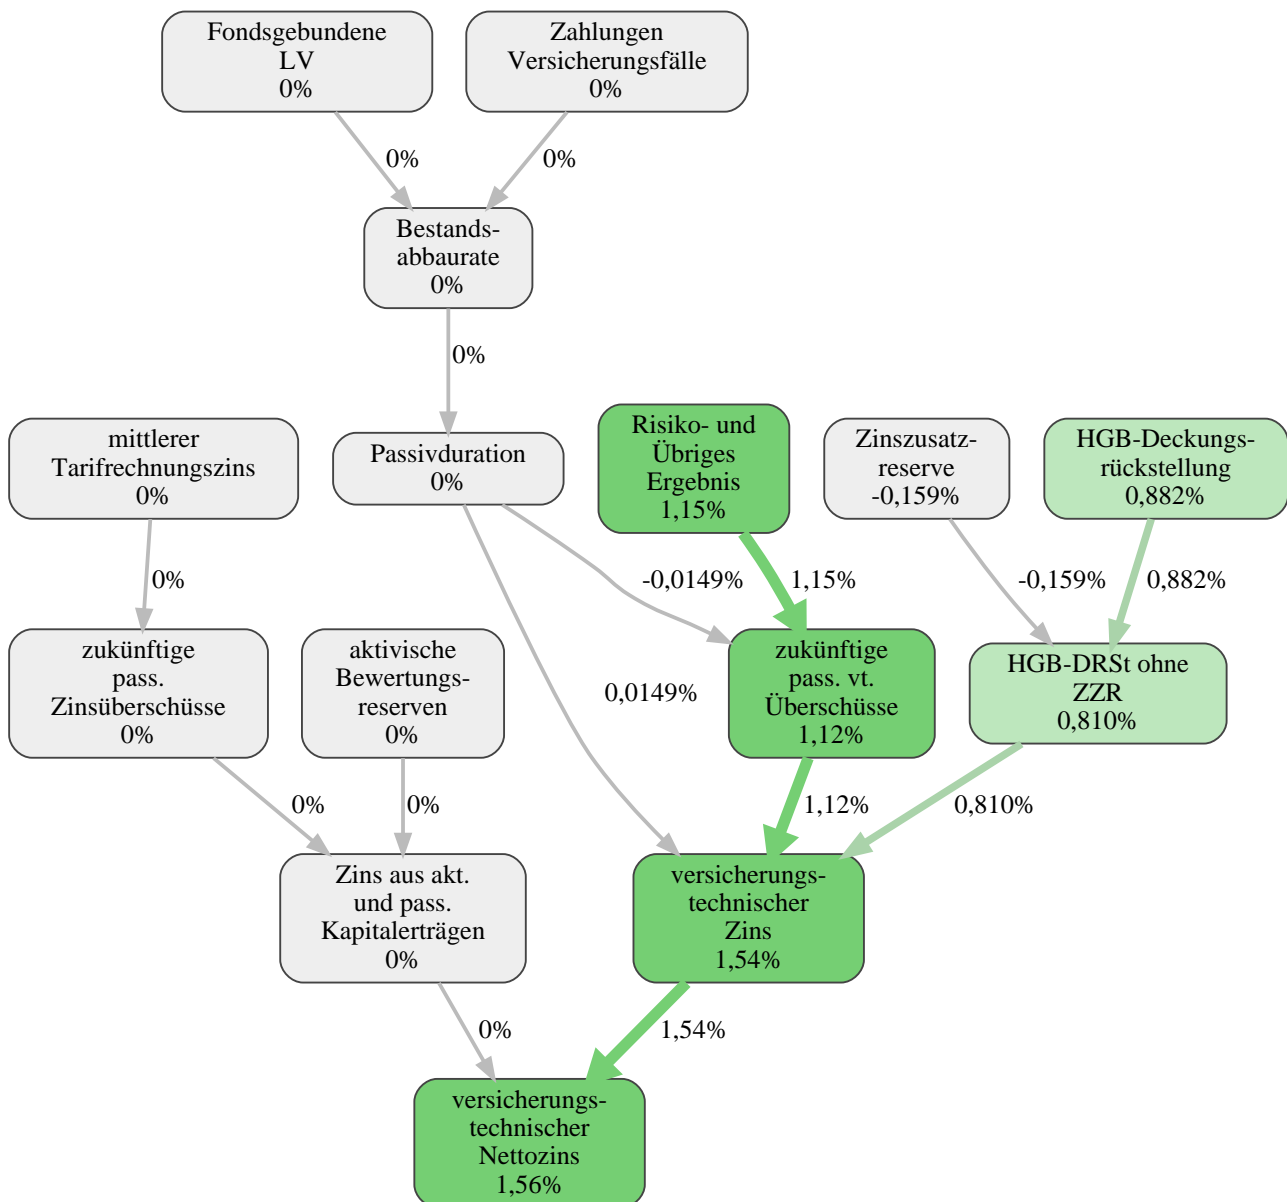 Fondsgebundene
LV
0%
Zahlungen
Versicherungsfälle
0%
0%
0%
Bestands-
abbaurate
0%
0%
mittlerer
Tarifrechnungszins
0%
Passivduration
0%
Risiko- und
Übriges
Ergebnis
1,15%
Zinszusatz-
reserve
-0,159%
HGB-Deckungs-
rückstellung
0,882%
0%
-0,0149%
1,15%
-0,159%
0,882%
zukünftige
pass.
Zinsüberschüsse
0%
aktivische
Bewertungs-
reserven
0%
0,0149%
zukünftige
pass. vt.
Überschüsse
1,12%
HGB-DRSt ohne
ZZR
0,810%
0%
0%
1,12%
0,810%
Zins aus akt.
und pass.
Kapitalerträgen
0%
versicherungs-
technischer
Zins
1,54%
0%
1,54%
versicherungs-
technischer
Nettozins
1,56%